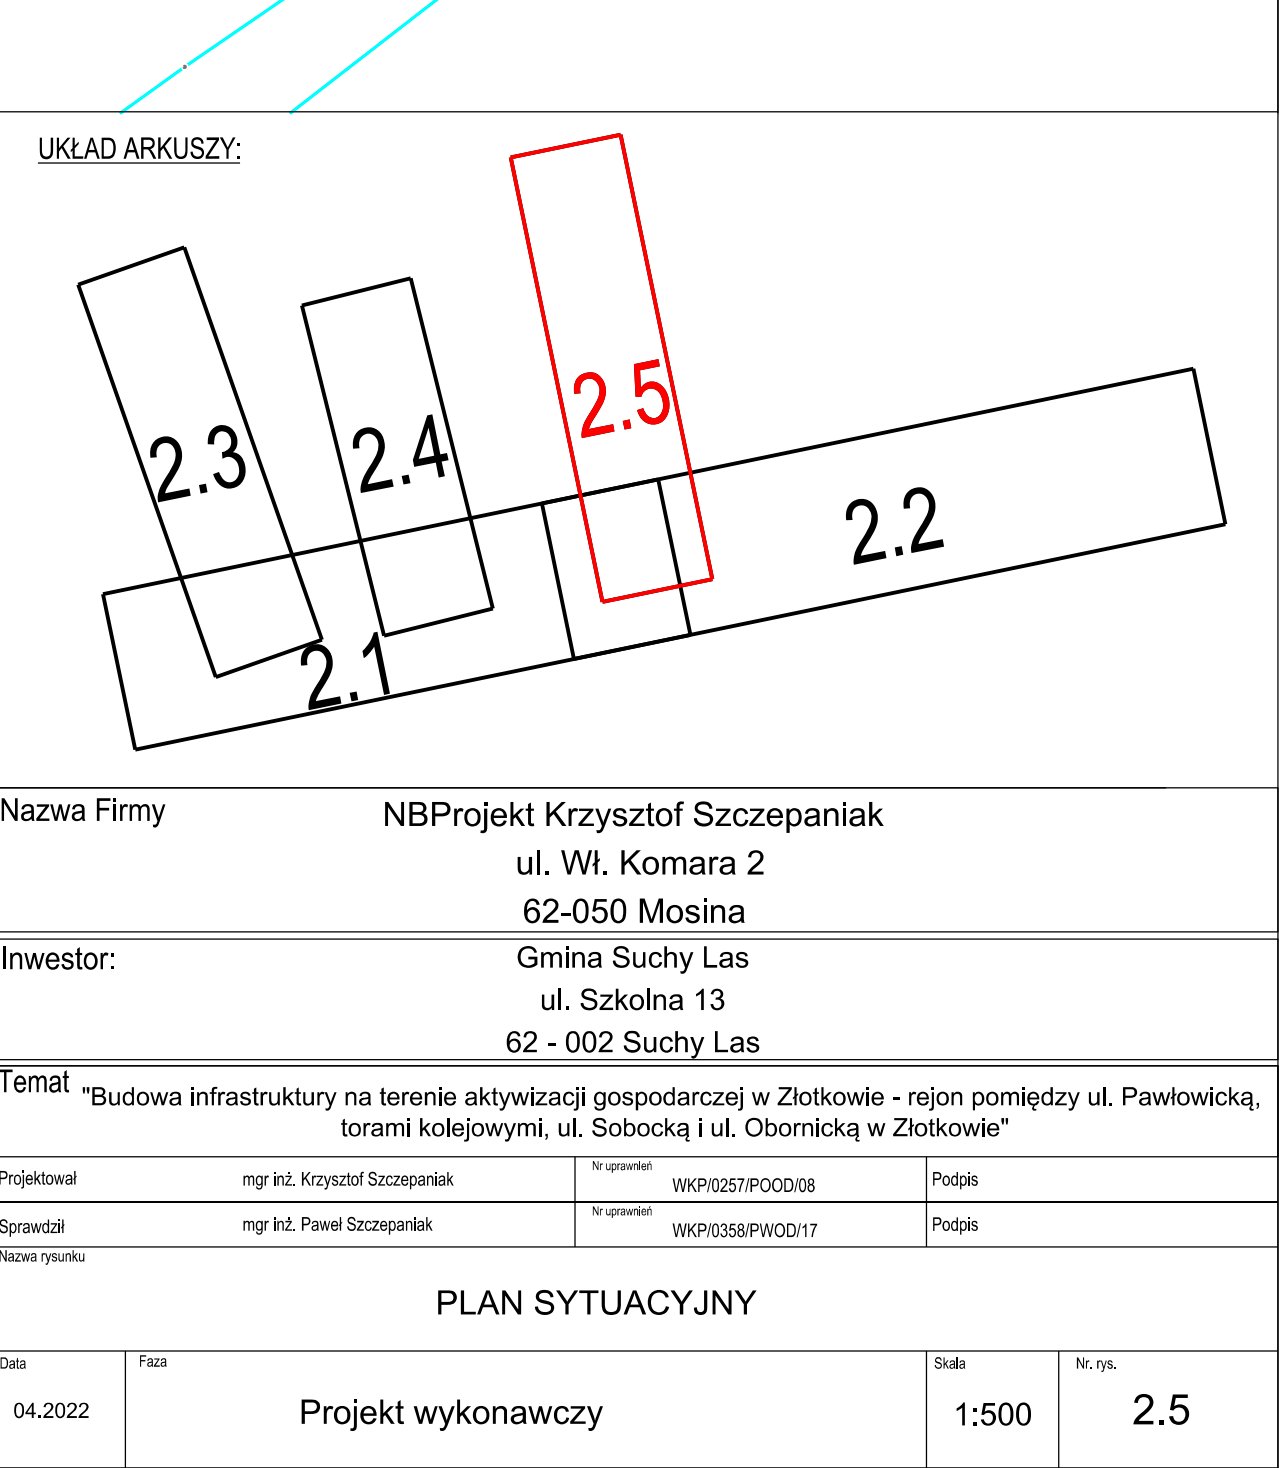 UKŁAD ARKUSZY:
2.5
2.3
2.4
2.2
2.1
Nazwa Firmy
NBProjekt Krzysztof Szczepaniak
ul. Wł. Komara 2
62-050 Mosina
Inwestor:
Gmina Suchy Las
ul. Szkolna 13
62 - 002 Suchy Las
Temat
"Budowa infrastruktury na terenie aktywizacji gospodarczej w Złotkowie - rejon pomiędzy ul. Pawłowicką,
torami kolejowymi, ul. Sobocką i ul. Obornicką w Złotkowie"
Projektował mgr inż. Krzysztof Szczepaniak Nr uprawnień WKP/0257/POOD/08 Podpis
Sprawdził mgr inż. Paweł Szczepaniak Nr uprawnień WKP/0358/PWOD/17 Podpis
Nazwa rysunku
PLAN SYTUACYJNY
Data Faza Skala Nr. rys.
04.2022 Projekt wykonawczy 1:500 2.5